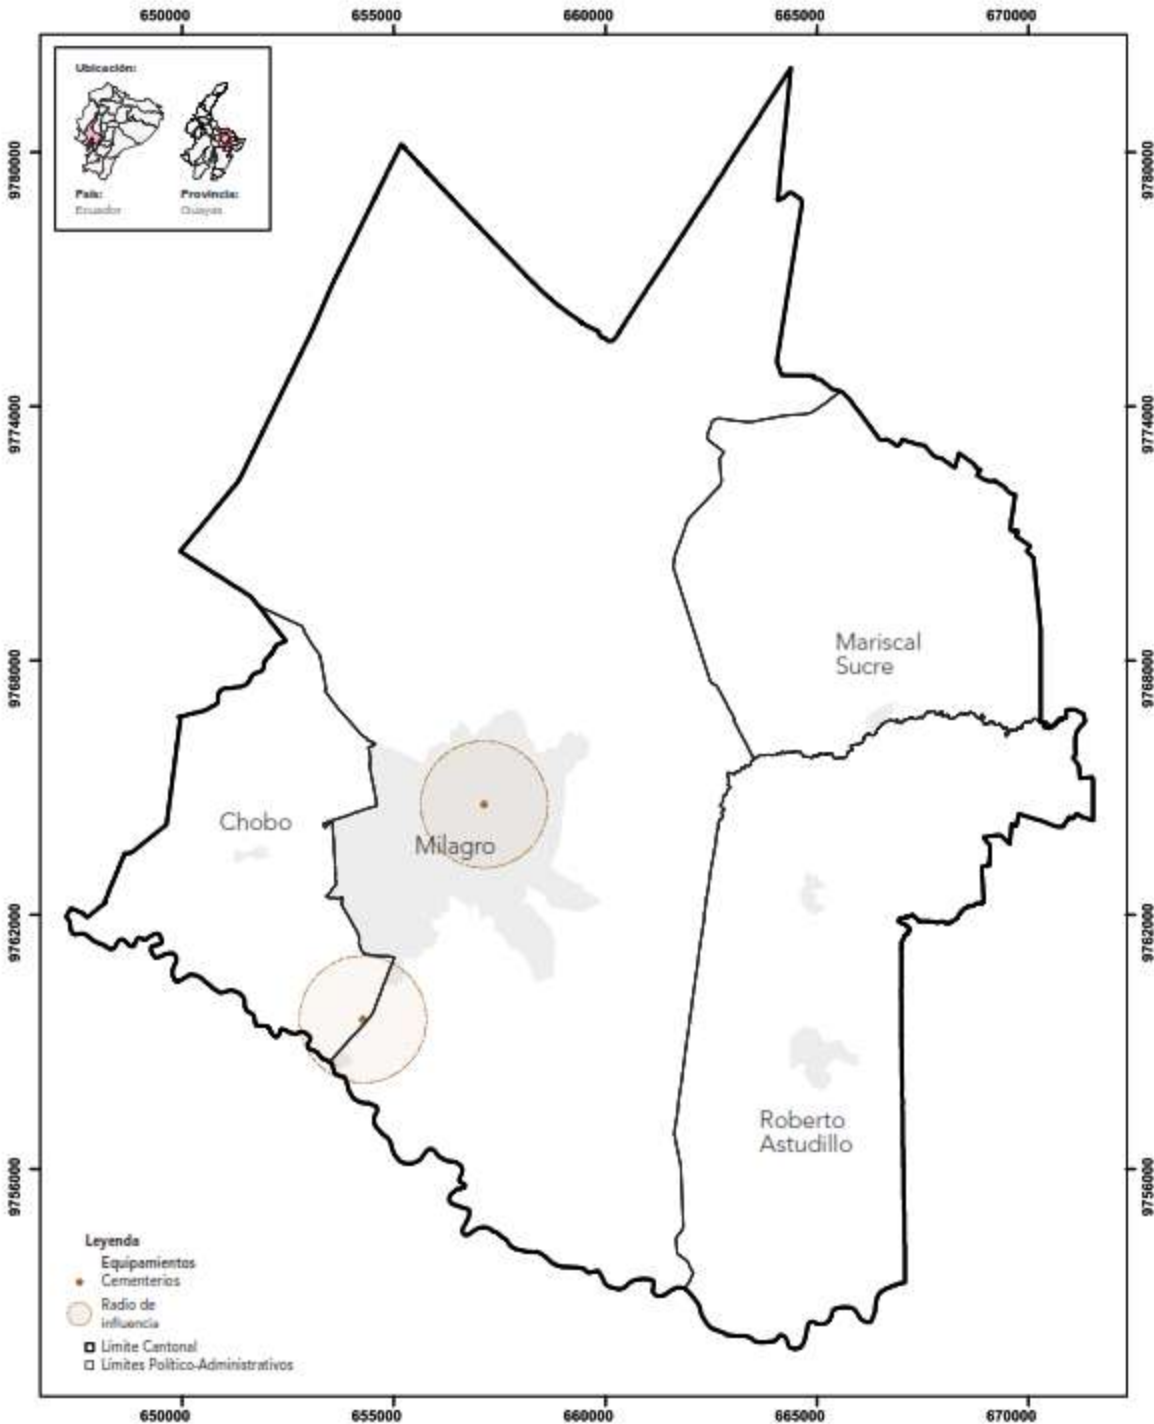 650000 655000 660000 665000 670000
Ubicación:
País:
Ecuador
Provincia:
Guayas
9780000 9780000
9774000 9774000
9768000 9768000
9762000 9762000
9756000 9756000
Mariscal
Sucre
Chobo
Milagro
Roberto
Astudillo
Leyenda
Equipamientos
Cementerios
Radio de
influencia
Límite Cantonal
Límites Político-Administrativos
650000 655000 660000 665000 670000